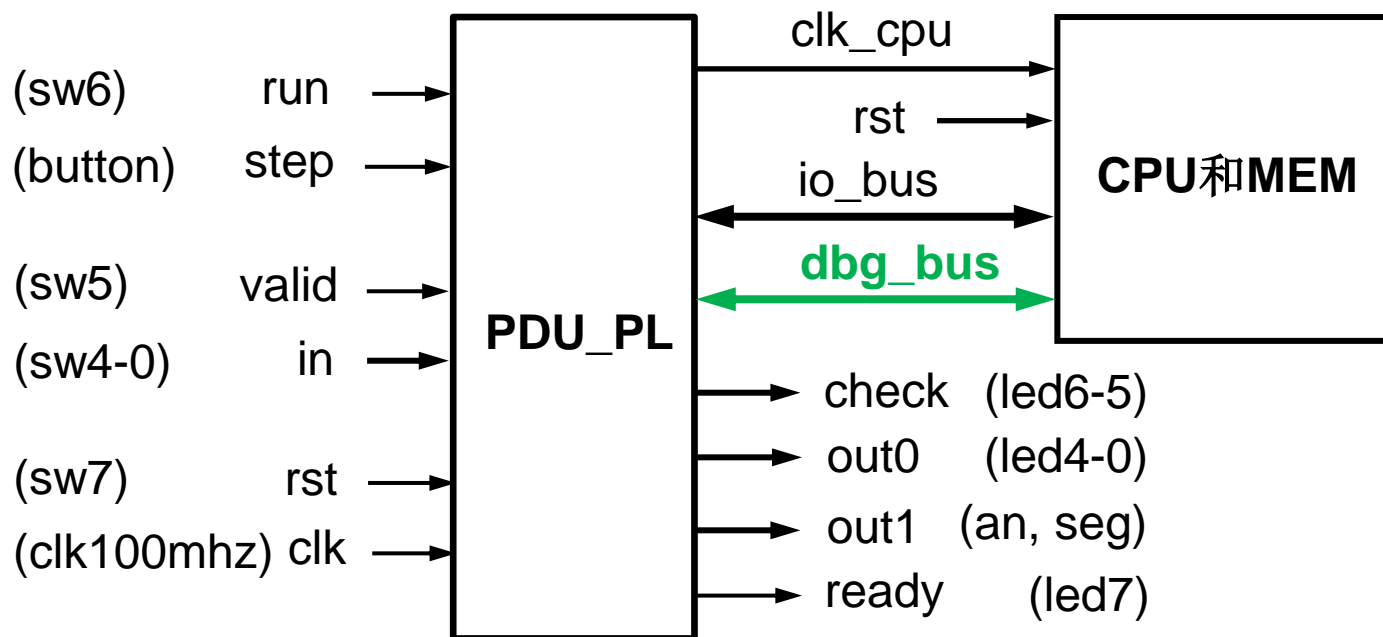 (sw6) run
(button) step
(sw5) valid
(sw4-0) in
(sw7) rst
(clk100mhz) clk
PDU_PL
clk_cpu
rst
io_bus
dbg_bus
CPU和MEM
check (led6-5)
out0 (led4-0)
out1 (an, seg)
ready (led7)